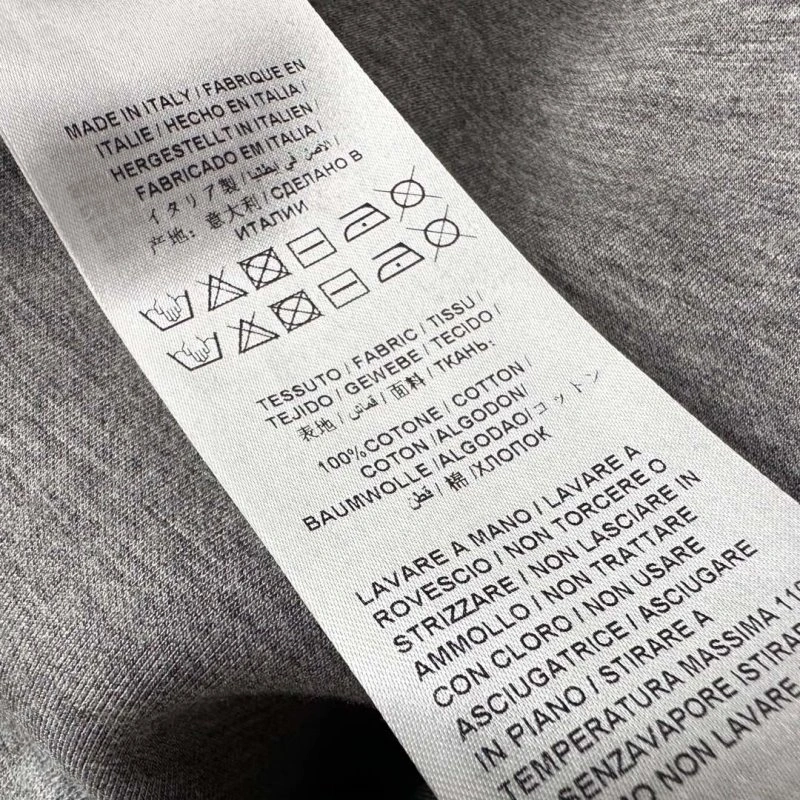 MADE IN ITALY / FABRIQUE EN
ITALIE / HECHO EN ITALIA /
HERGESTELLT IN ITALIEN /
FABRICADO EM ITALIA /
イタリア製 / في
产地: 意大利 / СДЕЛАНО В
ИТАЛИИ
TESSUTO / FABRIC / TISSU /
TEJIDO / GEWEBE / TECIDO /
表地 / قماش / 面料 / ТКАНЬ:
100%COTONE / COTTON /
COTON /ALGODON/
BAUMWOLLE /ALGODAO/コットン
قطن / 棉 /ХЛОПОК
LAVARE A MANO / LAVARE A
ROVESCIO / NON TORCERE O
STRIZZARE / NON LASCIARE IN
AMMOLLO / NON TRATTARE
CON CLORO / NON USARE
ASCIUGATRICE / ASCIUGARE
IN PIANO / STIRARE A
TEMPERATURA MASSIMA
SENZAVAPORE
NON LAVARE